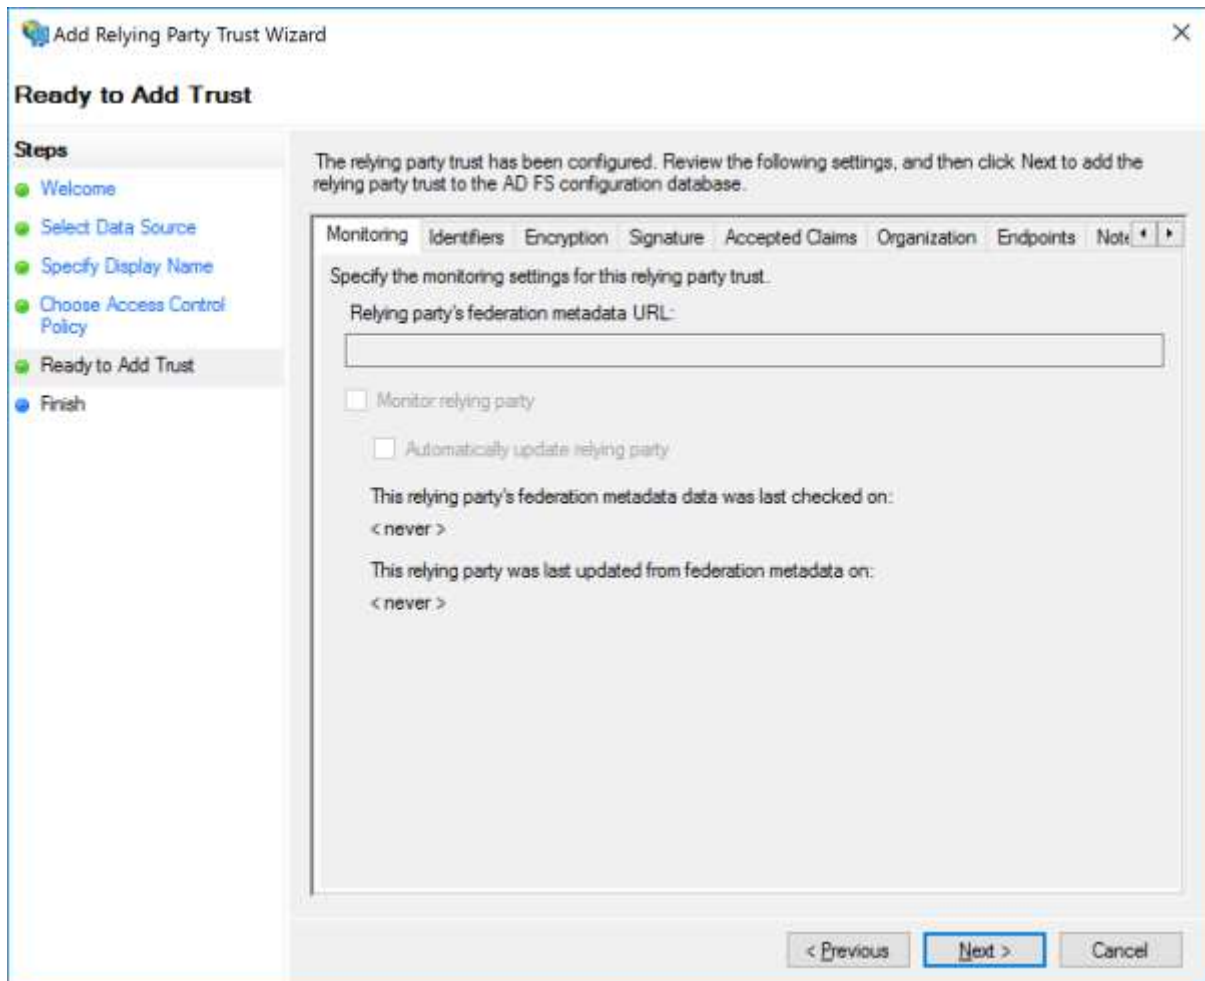 Add Relying Party Trust Wizard
Ready to Add Trust
Steps
Welcome
Select Data Source
Specify Display Name
Choose Access Control
Policy
Ready to Add Trust
Finish
The relying party trust has been configured. Review the following settings, and then click Next to add the
relying party trust to the AD FS configuration database.
Monitoring Identifiers Encryption Signature Accepted Claims Organization Endpoints Note
Specify the monitoring settings for this relying party trust.
Relying party's federation metadata URL:
Monitor relying party
Automatically update relying party
This relying party's federation metadata data was last checked on:
< never >
This relying party was last updated from federation metadata on:
< never >
< Previous Next > Cancel